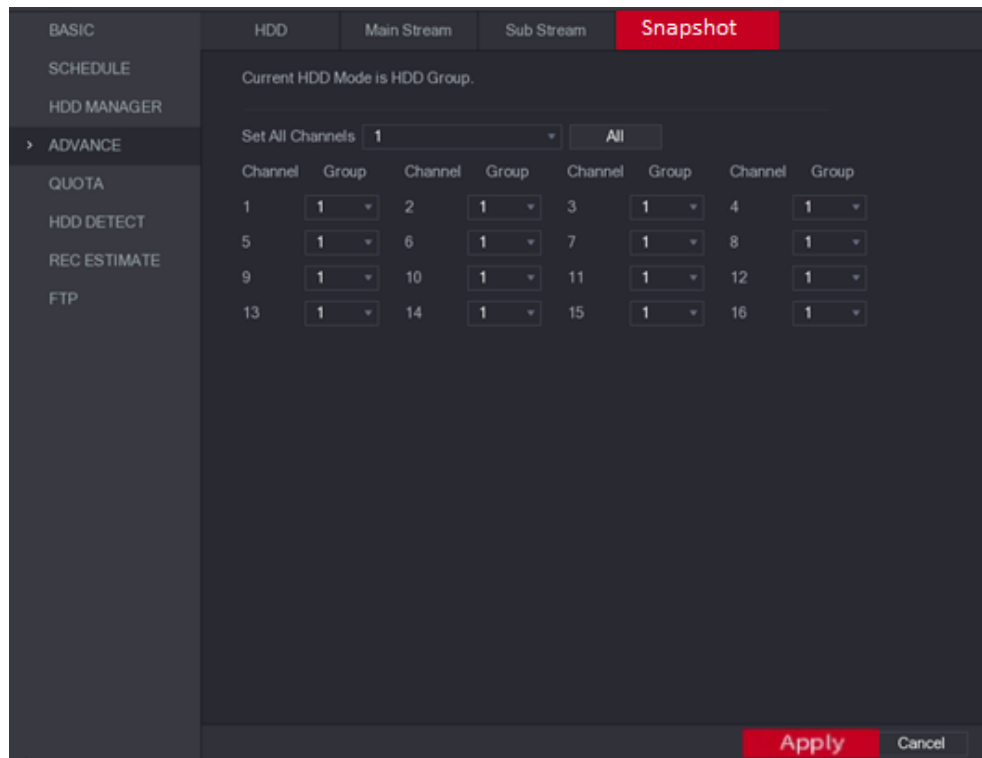 BASIC
SCHEDULE
HDD MANAGER
> ADVANCE
QUOTA
HDD DETECT
REC ESTIMATE
FTP
HDD Main Stream Sub Stream Snapshot
Current HDD Mode is HDD Group.
Set All Channels 1 All
Channel Group Channel Group Channel Group Channel Group
1 1 2 1 3 1 4 1
5 1 6 1 7 1 8 1
9 1 10 1 11 1 12 1
13 1 14 1 15 1 16 1
Apply Cancel